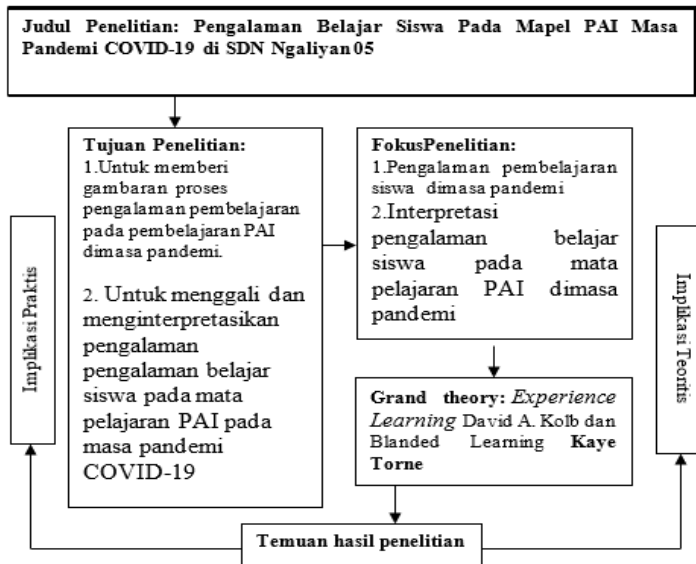 Judul Penelitian: Pengalaman Belajar Siswa Pada Mapel PAI Masa
Pandemi COVID-19 di SDN Ngaliyan 05
Tujuan Penelitian:
1.Untuk memberi
gambaran proses
pengalaman pembelajaran
pada pembelajaran PAI
dimasa pandemi.
2. Untuk menggali dan
menginterpretasikan
pengalaman
pengalaman belajar
siswa pada mata
pelajaran PAI pada
masa pandemi
COVID-19
FokusPenelitian:
1.Pengalaman pembelajaran
siswa dimasa pandemi
2.Interpretasi
pengalaman belajar
siswa pada mata
pelajaran PAI dimasa
pandemi
Grand theory: Experience
Learning David A. Kolb dan
Blanded Learning Kaye
Torne
Implikasi Praktis
Implikasi Teoritis
Temuan hasil penelitian